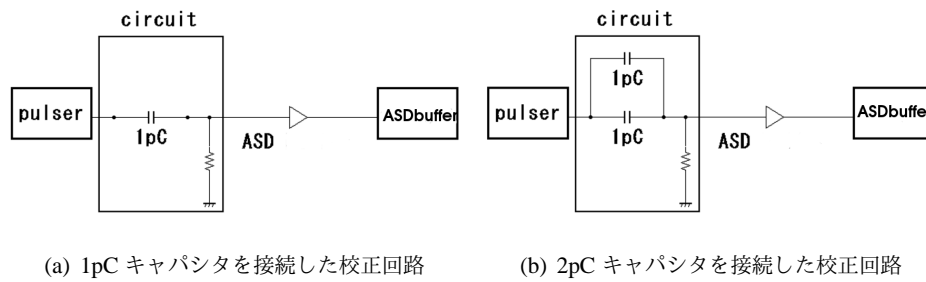 circuit
pulser
1pC
ASD
ASDbuffer
circuit
1pC
pulser
1pC
ASD
ASDbuffer
(a) 1pC キャパシタを接続した校正回路
(b) 2pC キャパシタを接続した校正回路